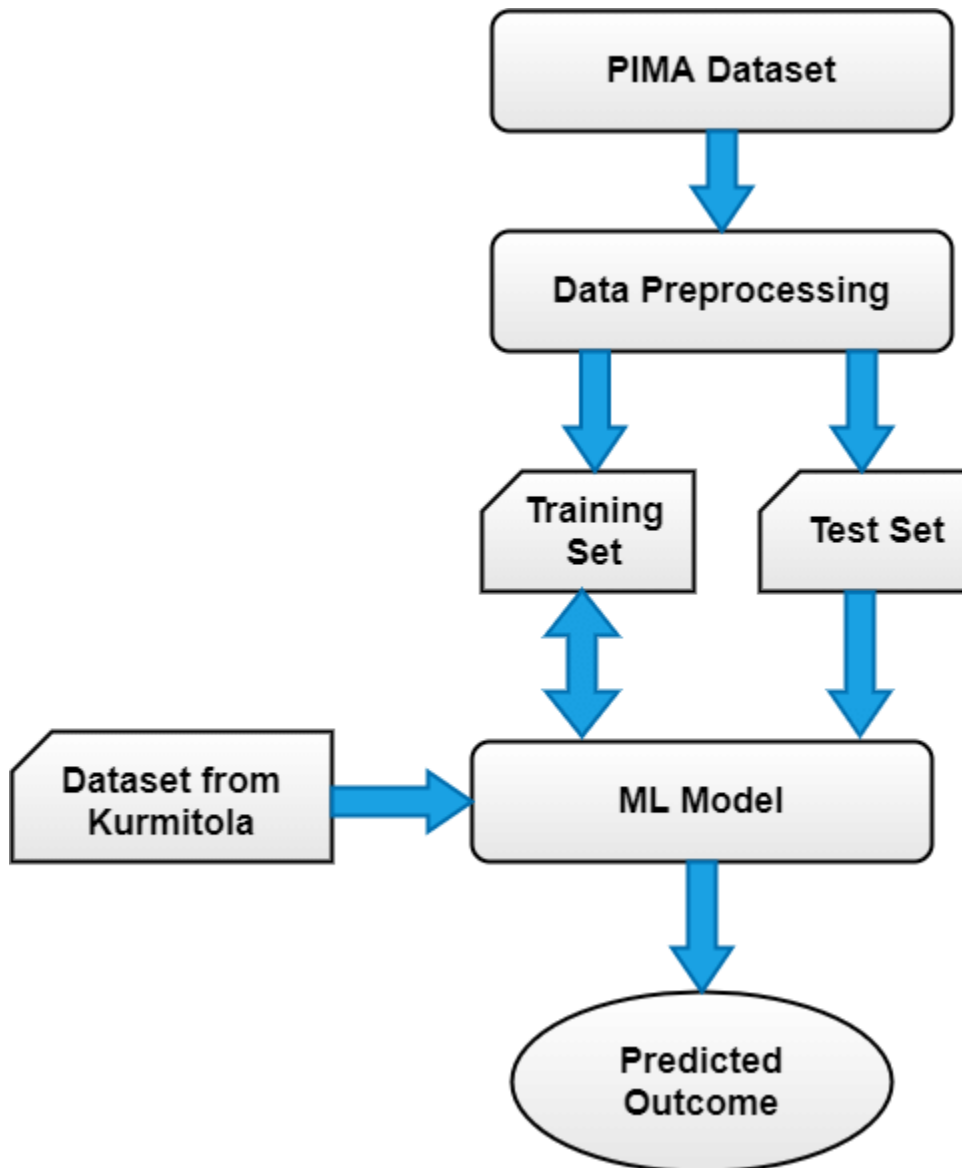 PIMA Dataset
Data Preprocessing
Training
Set
Test Set
Dataset from
Kurmitola
ML Model
Predicted
Outcome